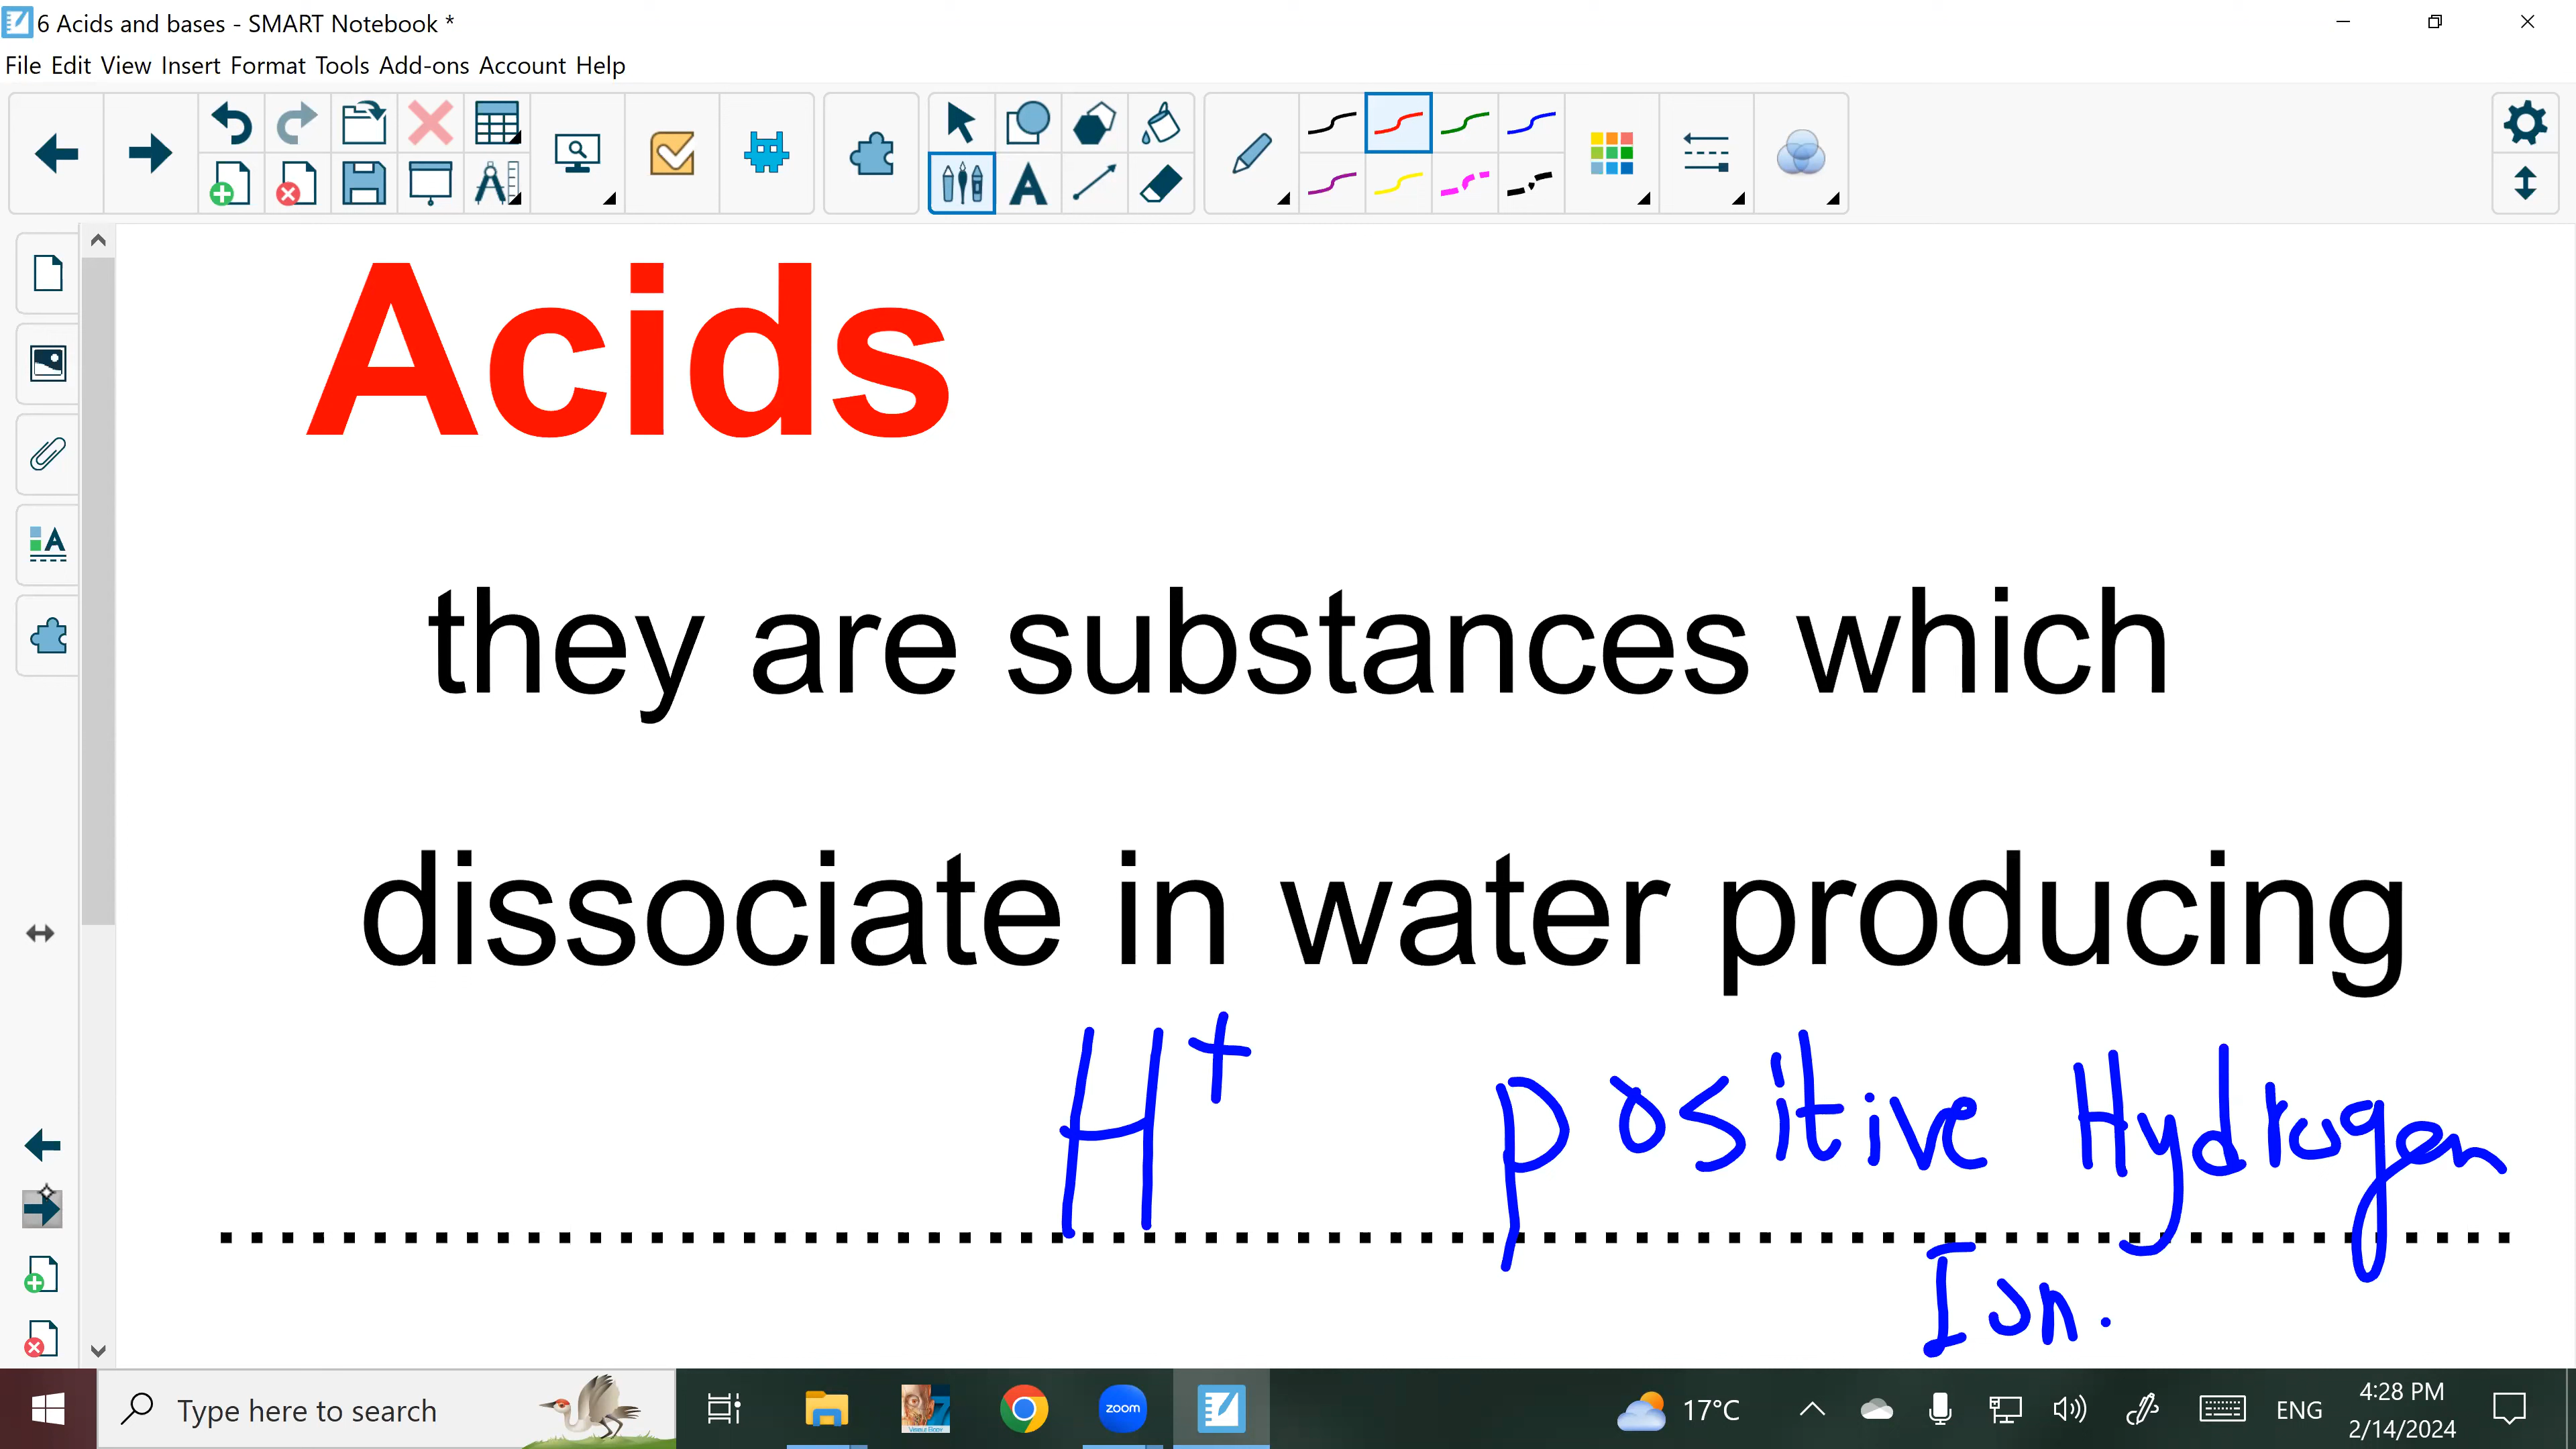 6 Acids and bases - SMART Notebook *
File Edit View Insert Format Tools Add-ons Account Help
Acids
they are substances which
dissociate in water producing
H+ positive Hydrogen
Ion.
Type here to search
zoom
17°C
ENG
4:28 PM
2/14/2024